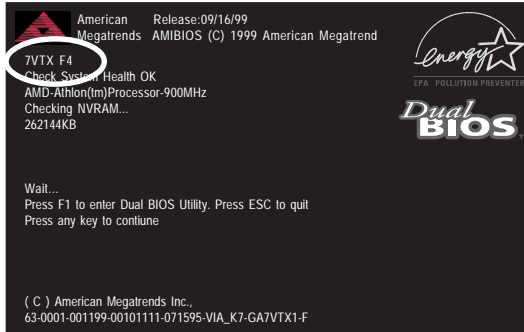 American Release:09/16/99
Megatrends AMIBIOS (C) 1999 American Megatrend
energy
EPA POLLUTION PREVENTER
7VTX F4
Check System Health OK
AMD-Athlon(tm)Processor-900MHz
Checking NVRAM...
262144KB
Dual
BIOS
Wait...
Press F1 to enter Dual BIOS Utility. Press ESC to quit
Press any key to contiune
( C ) American Megatrends Inc.,
63-0001-001199-00101111-071595-VIA_K7-GA7VTX1-F